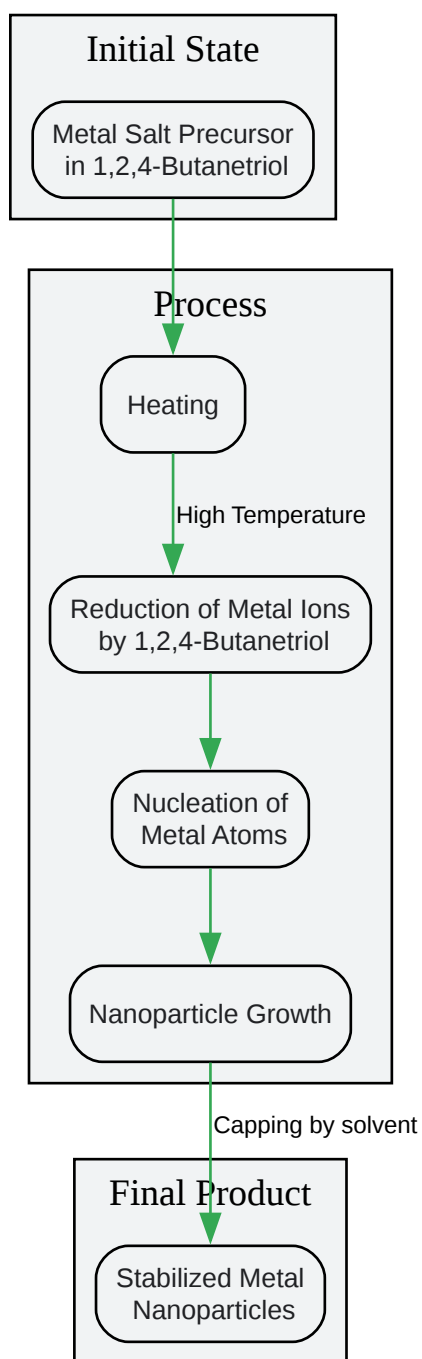 Initial State
Metal Salt Precursor
in 1,2,4-Butanetriol
Process
Heating
High Temperature
Reduction of Metal Ions
by 1,2,4-Butanetriol
Nucleation of
Metal Atoms
Nanoparticle Growth
Capping by solvent
Final Product
Stabilized Metal
Nanoparticles